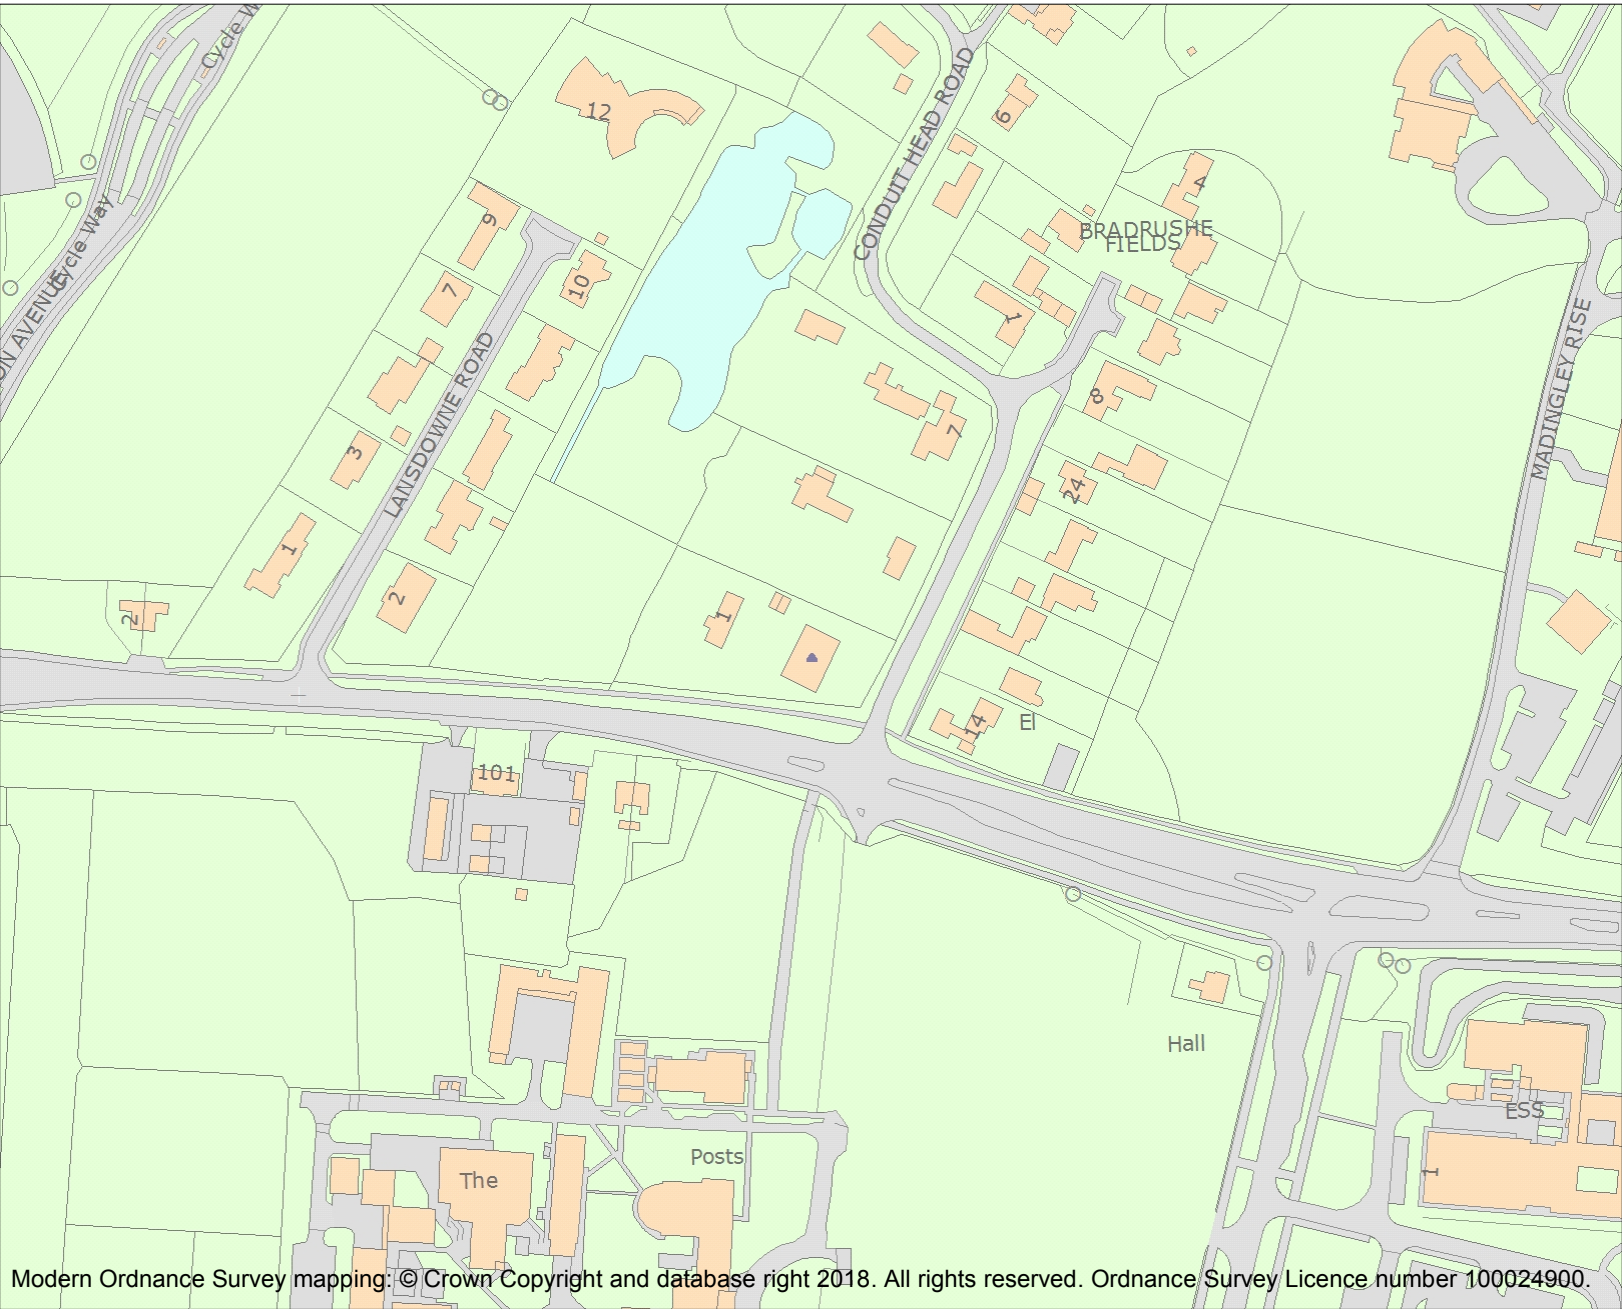 Cycle W
12
CONDUIT HEAD ROAD
6
4
BRADRUSHE
FIELDS
9
Cycle Way
ON AVENUE
7
10
1
LANSDOWNE ROAD
MADINGLEY RISE
8
7
3
24
1
2
2
1
14
El
101
Hall
ESS
Posts
1
The
Modern Ordnance Survey mapping: © Crown Copyright and database right 2018. All rights reserved. Ordnance Survey Licence number 100024900.